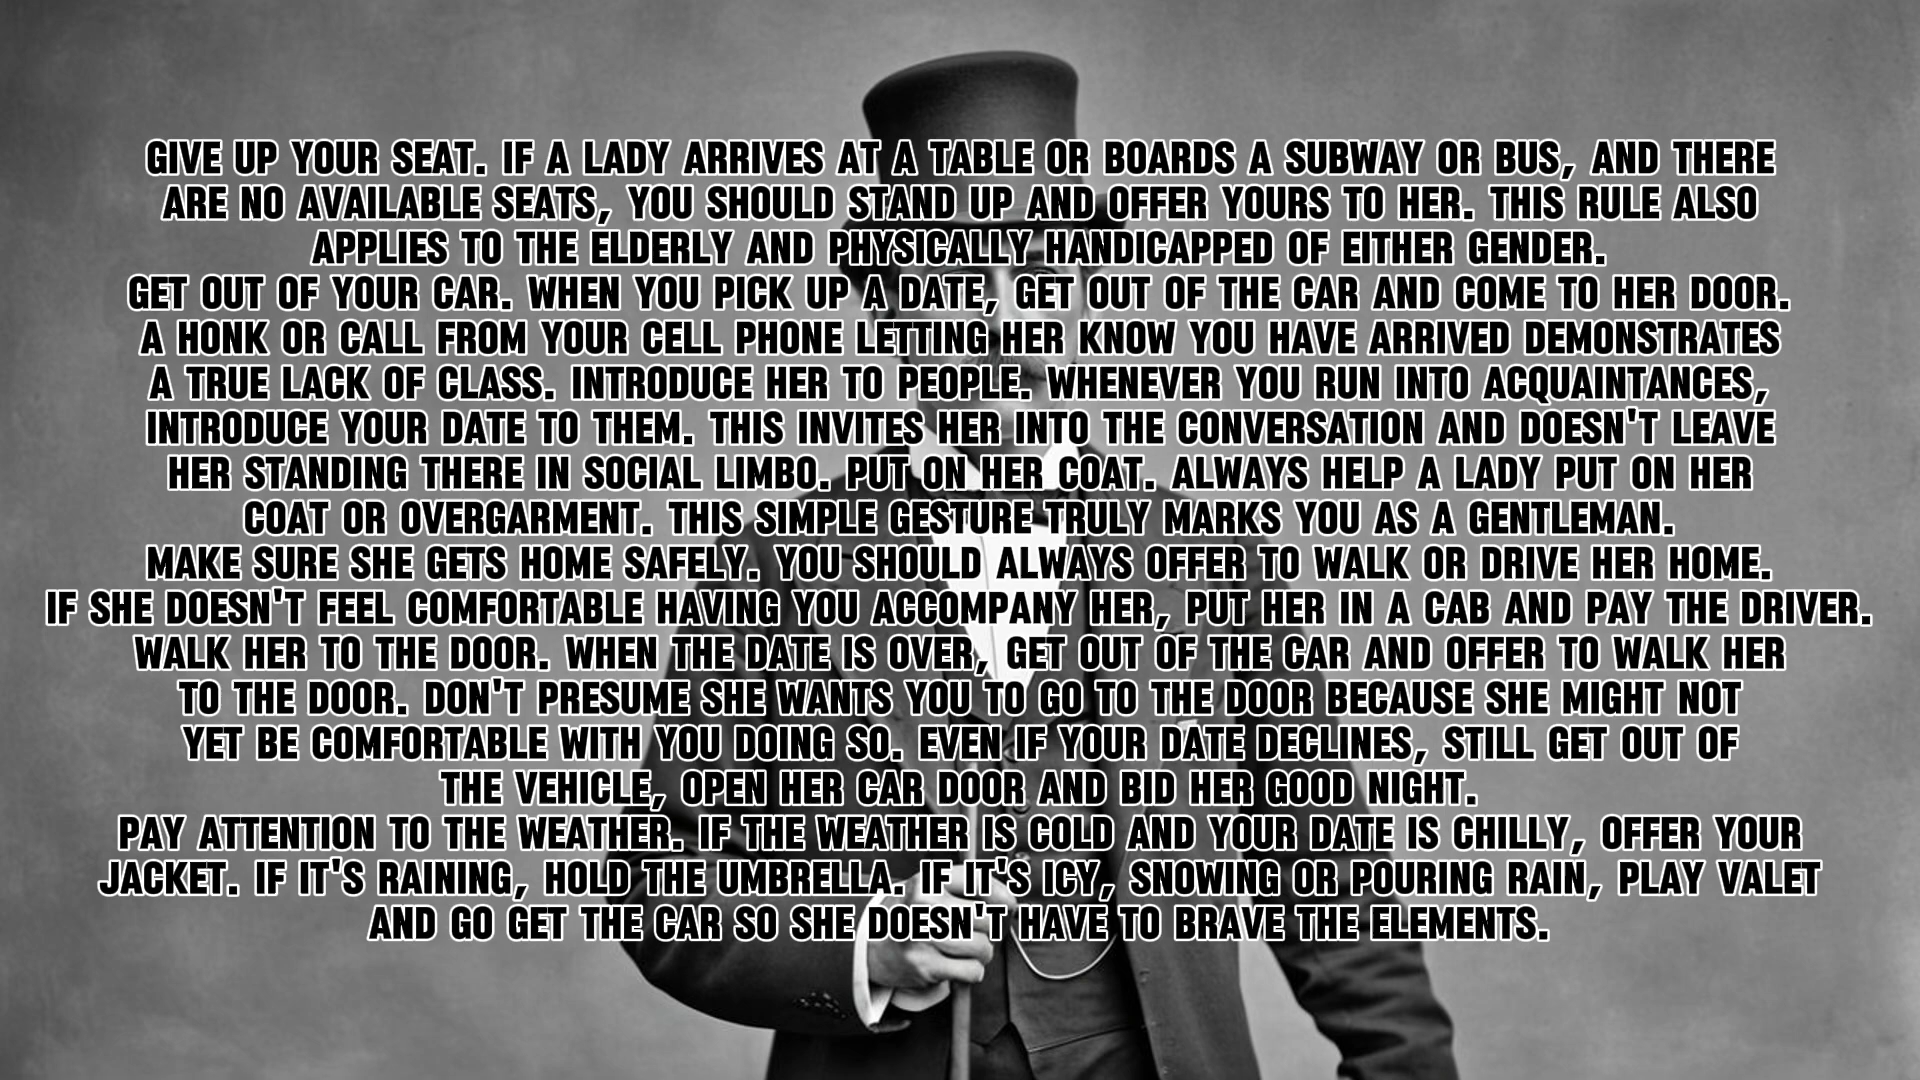 GIVE UP YOUR SEAT. IF A LADY ARRIVES AT A TABLE OR BOARDS A SUBWAY OR BUS, AND THERE
ARE NO AVAILABLE SEATS, YOU SHOULD STAND UP AND OFFER YOURS TO HER. THIS RULE ALSO
APPLIES TO THE ELDERLY AND PHYSICALLY HANDICAPPED OF EITHER GENDER.
GET OUT OF YOUR CAR. WHEN YOU PICK UP A DATE, GET OUT OF THE CAR AND COME TO HER DOOR.
A HONK OR CALL FROM YOUR CELL PHONE LETTING HER KNOW YOU HAVE ARRIVED DEMONSTRATES
A TRUE LACK OF CLASS. INTRODUCE HER TO PEOPLE. WHENEVER YOU RUN INTO ACQUAINTANCES,
INTRODUCE YOUR DATE TO THEM. THIS INVITES HER INTO THE CONVERSATION AND DOESN'T LEAVE
HER STANDING THERE IN SOCIAL LIMBO. PUT ON HER COAT. ALWAYS HELP A LADY PUT ON HER
COAT OR OVERGARMENT. THIS SIMPLE GESTURE TRULY MARKS YOU AS A GENTLEMAN.
MAKE SURE SHE GETS HOME SAFELY. YOU SHOULD ALWAYS OFFER TO WALK OR DRIVE HER HOME.
IF SHE DOESN'T FEEL COMFORTABLE HAVING YOU ACCOMPANY HER, PUT HER IN A CAB AND PAY THE DRIVER.
WALK HER TO THE DOOR. WHEN THE DATE IS OVER, GET OUT OF THE CAR AND OFFER TO WALK HER
TO THE DOOR. DON'T PRESUME SHE WANTS YOU TO GO TO THE DOOR BECAUSE SHE MIGHT NOT
YET BE COMFORTABLE WITH YOU DOING SO. EVEN IF YOUR DATE DECLINES, STILL GET OUT OF
THE VEHICLE, OPEN HER CAR DOOR AND BID HER GOOD NIGHT.
PAY ATTENTION TO THE WEATHER. IF THE WEATHER IS COLD AND YOUR DATE IS CHILLY, OFFER YOUR
JACKET. IF IT'S RAINING, HOLD THE UMBRELLA. IF IT'S ICY, SNOWING OR POURING RAIN, PLAY VALET
AND GO GET THE CAR SO SHE DOESN'T HAVE TO BRAVE THE ELEMENTS.